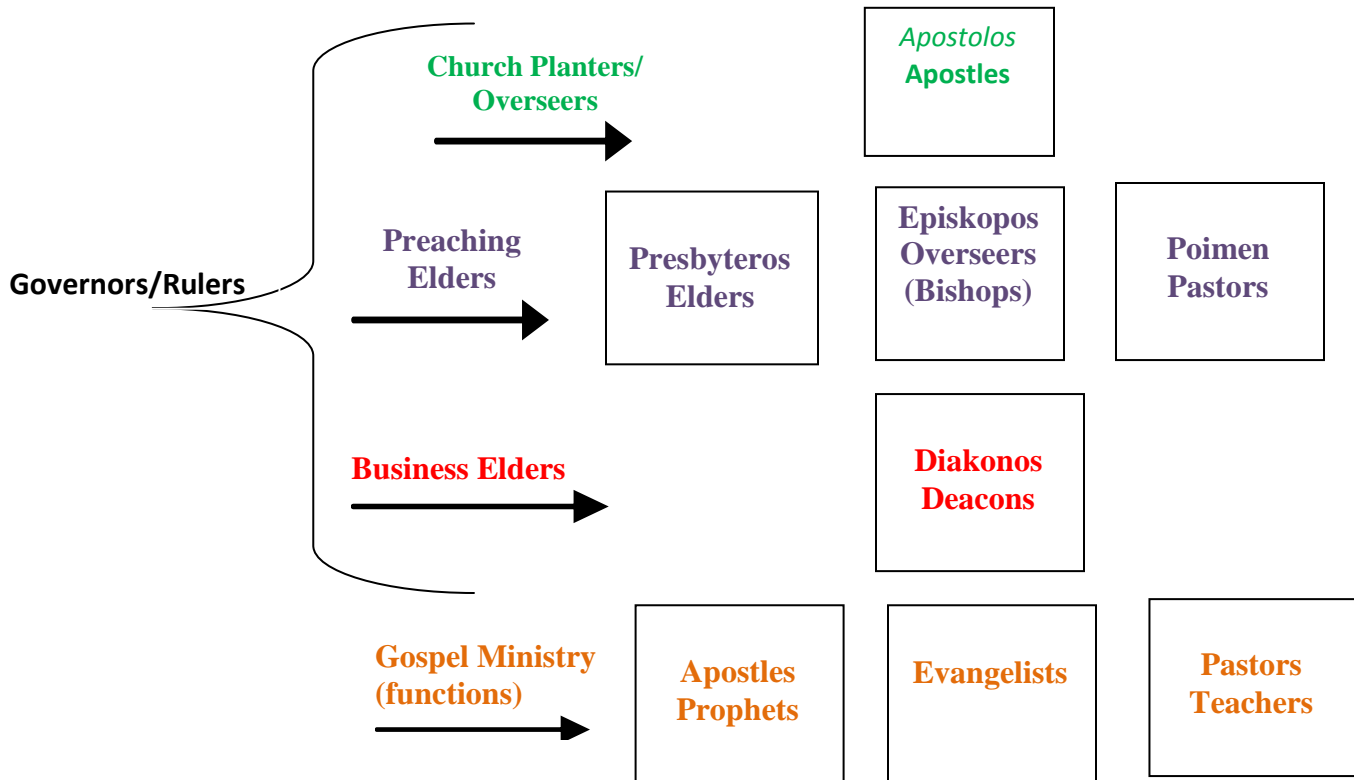 Apostolos
Apostles
Church Planters/
Overseers
Governors/Rulers
Preaching
Elders
Presbyteros
Elders
Episkopos
Overseers
(Bishops)
Poimen
Pastors
Business Elders
Diakonos
Deacons
Gospel Ministry
(functions)
Apostles
Prophets
Evangelists
Pastors
Teachers